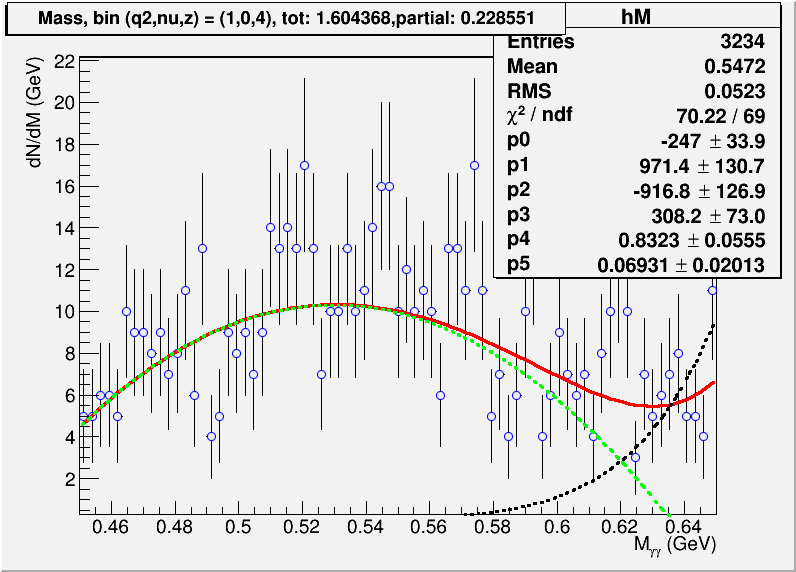 Mass, bin (q2,nu,z) = (1,0,4), tot: 1.604368,partial: 0.228551
hM
Entries 3234
Mean 0.5472
RMS 0.0523
χ² / ndf 70.22 / 69
p0 -247 ± 33.9
p1 971.4 ± 130.7
p2 -916.8 ± 126.9
p3 308.2 ± 73.0
p4 0.8323 ± 0.0555
p5 0.06931 ± 0.02013
dN/dM (GeV)
22
20
18
16
14
12
10
8
6
4
2
0.46 0.48 0.5 0.52 0.54 0.56 0.58 0.6 0.62 0.64
Mγγ (GeV)